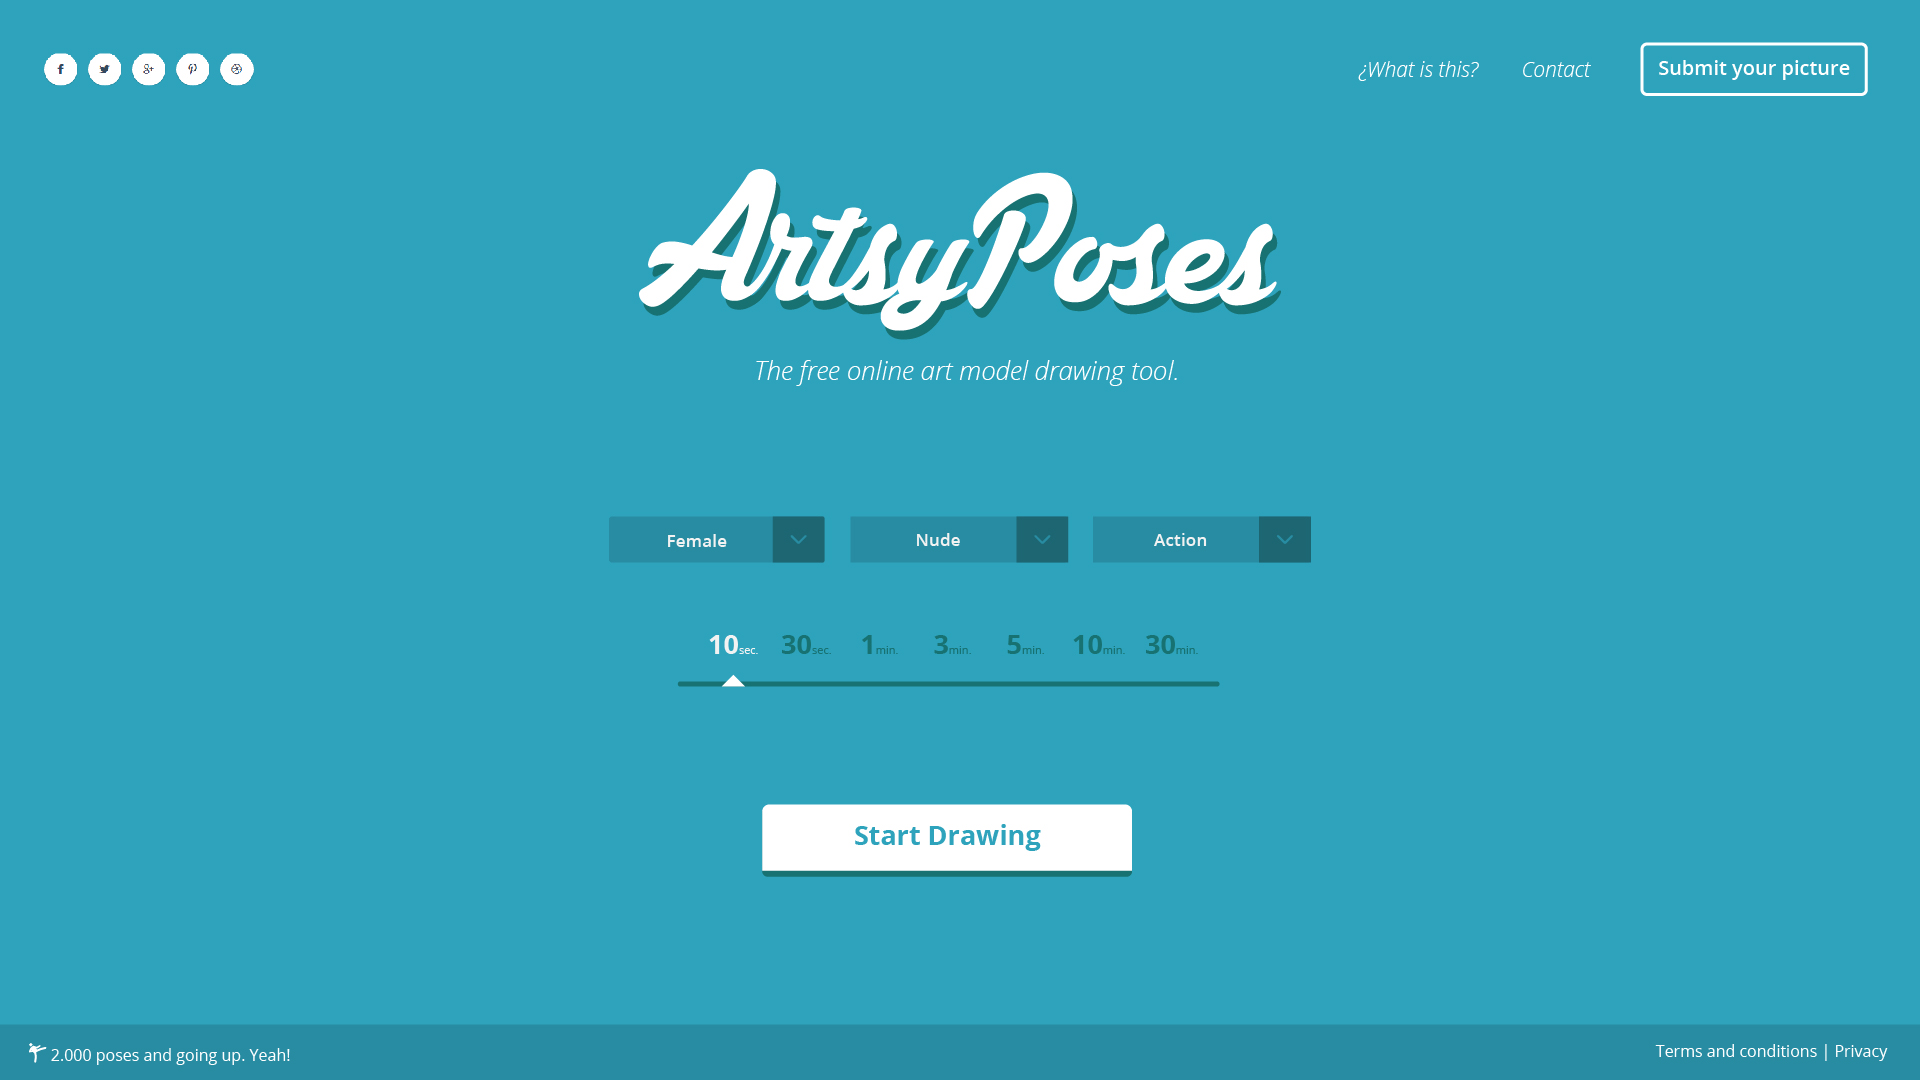 ¿What is this? Contact Submit your picture
ArtsyPoses
The free online art model drawing tool.
Female Nude Action
10sec. 30sec. 1min. 3min. 5min. 10min. 30min.
Start Drawing
2.000 poses and going up. Yeah!
Terms and conditions | Privacy